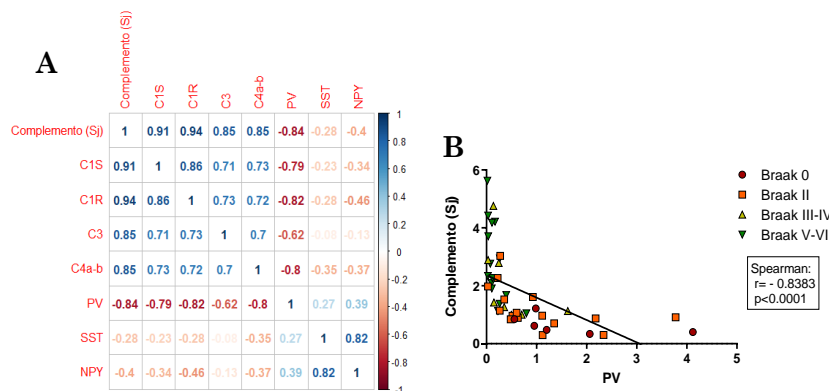 A
Complemento (Sj)
C1S
C1R
C3
C4a-b
PV
SST
NPY
Complemento (Sj) 1 0.91 0.94 0.85 0.85 -0.84 -0.28 -0.4
C1S 0.91 1 0.86 0.71 0.73 -0.79 -0.23 -0.34
C1R 0.94 0.86 1 0.73 0.72 -0.82 -0.28 -0.46
C3 0.85 0.71 0.73 1 0.7 -0.62 -0.08 -0.13
C4a-b 0.85 0.73 0.72 0.7 1 -0.8 -0.35 -0.37
PV -0.84 -0.79 -0.82 -0.62 -0.8 1 0.27 0.39
SST -0.28 -0.23 -0.28 -0.08 -0.35 0.27 1 0.82
NPY -0.4 -0.34 -0.46 -0.13 -0.37 0.39 0.82 1
1
0.8
0.6
0.4
0.2
0
-0.2
-0.4
-0.6
-0.8
-1
B
Complemento (Sj)
6
4
2
0
0 1 2 3 4 5
PV
Braak 0
Braak II
Braak III-IV
Braak V-VI
Spearman:
r= - 0.8383
p<0.0001